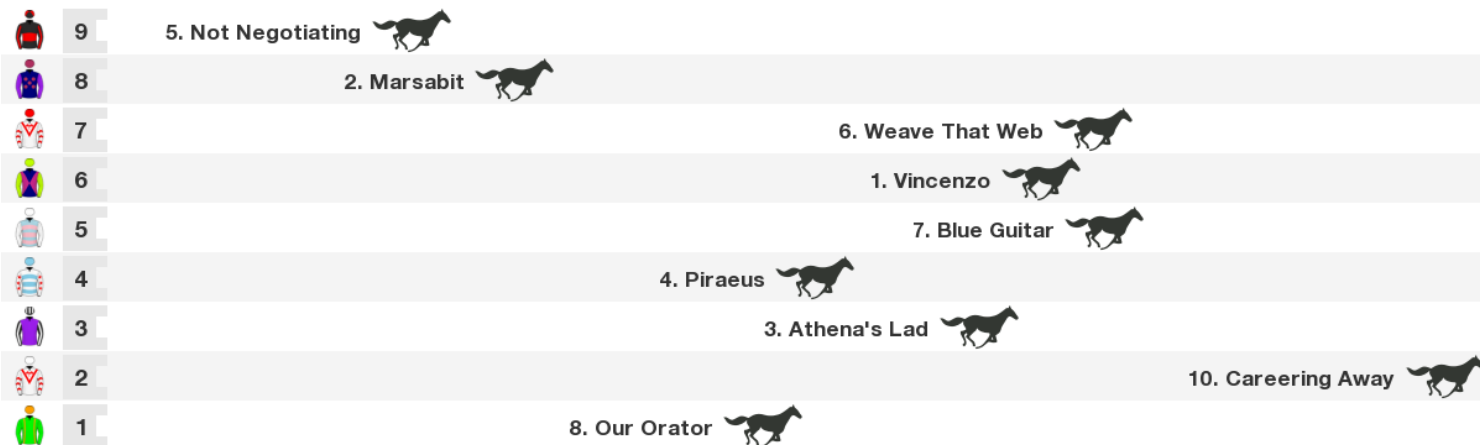 9 5. Not Negotiating
8 2. Marsabit
7 6. Weave That Web
6 1. Vincenzo
5 7. Blue Guitar
4 4. Piraeus
3 3. Athena's Lad
2 10. Careering Away
1 8. Our Orator